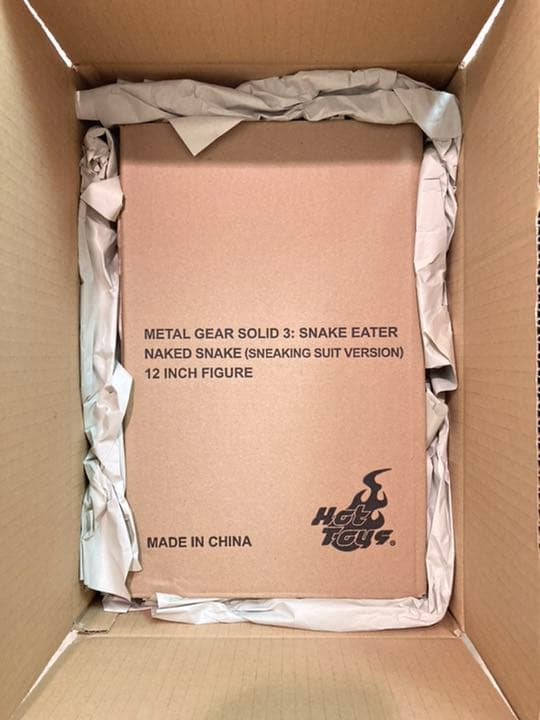 METAL GEAR SOLID 3: SNAKE EATER
NAKED SNAKE (SNEAKING SUIT VERSION)
12 INCH FIGURE
Hot
Toys®
MADE IN CHINA